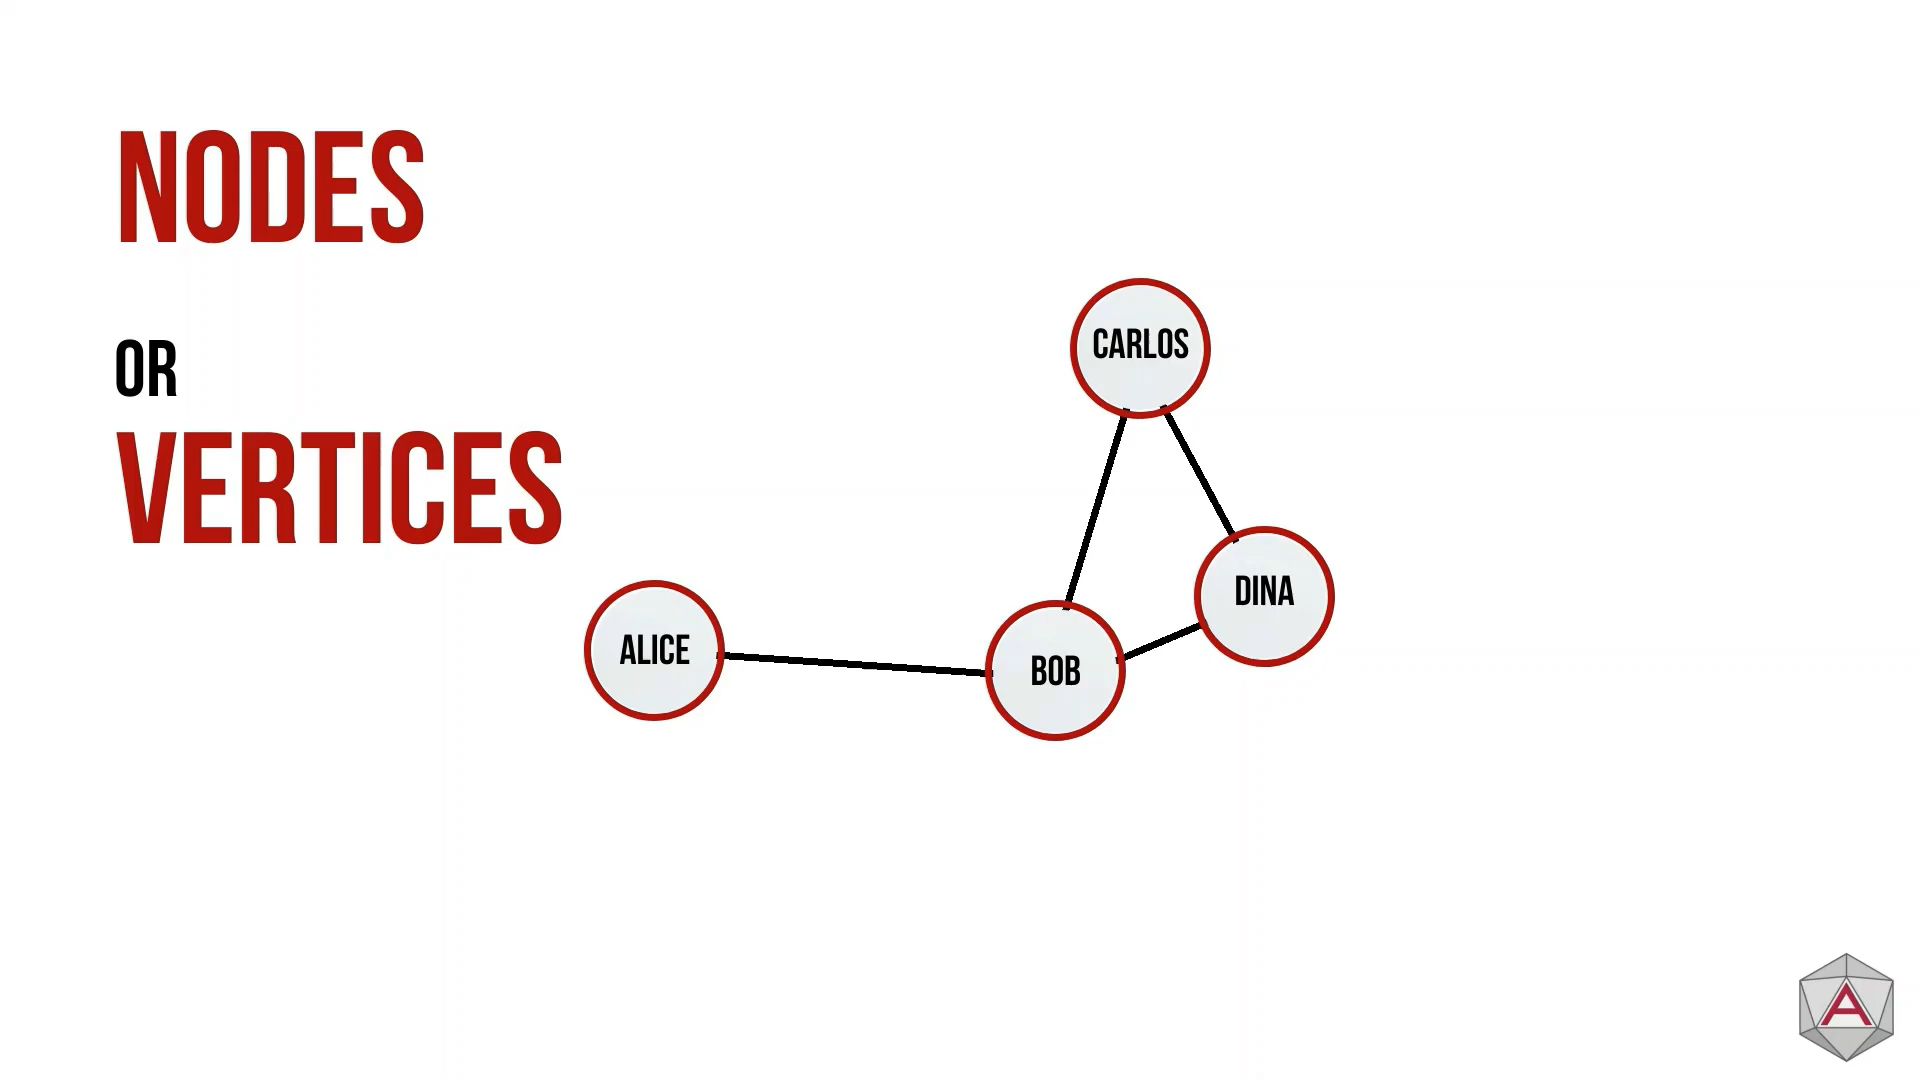 NODES
OR
VERTICES
CARLOS
DINA
ALICE
BOB
A